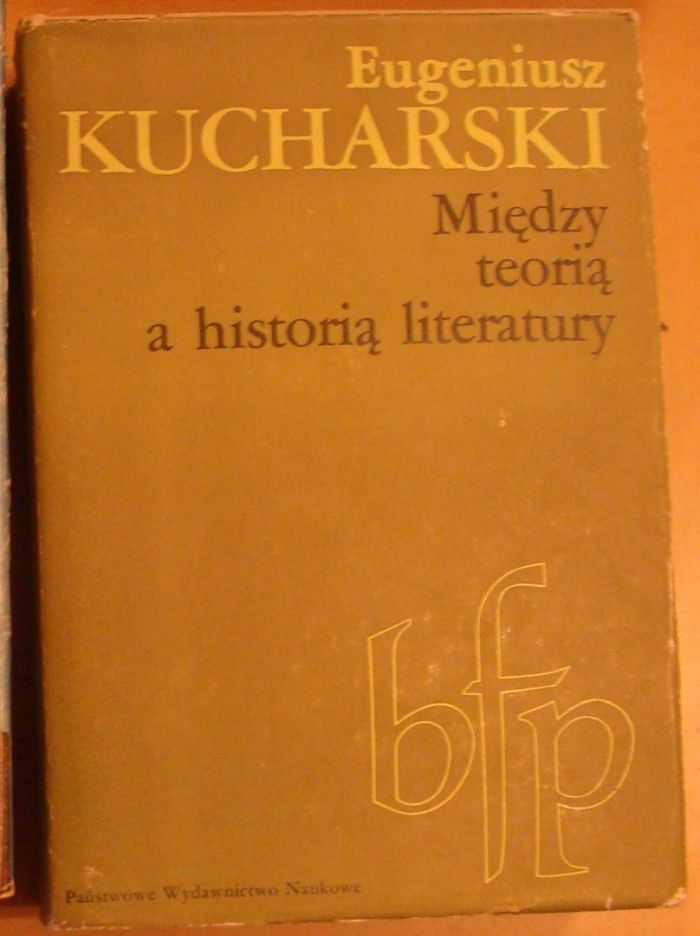 Eugeniusz
KUCHARSKI
Między
teorią
a historią literatury
bfp
Państwowe Wydawnictwo Naukowe